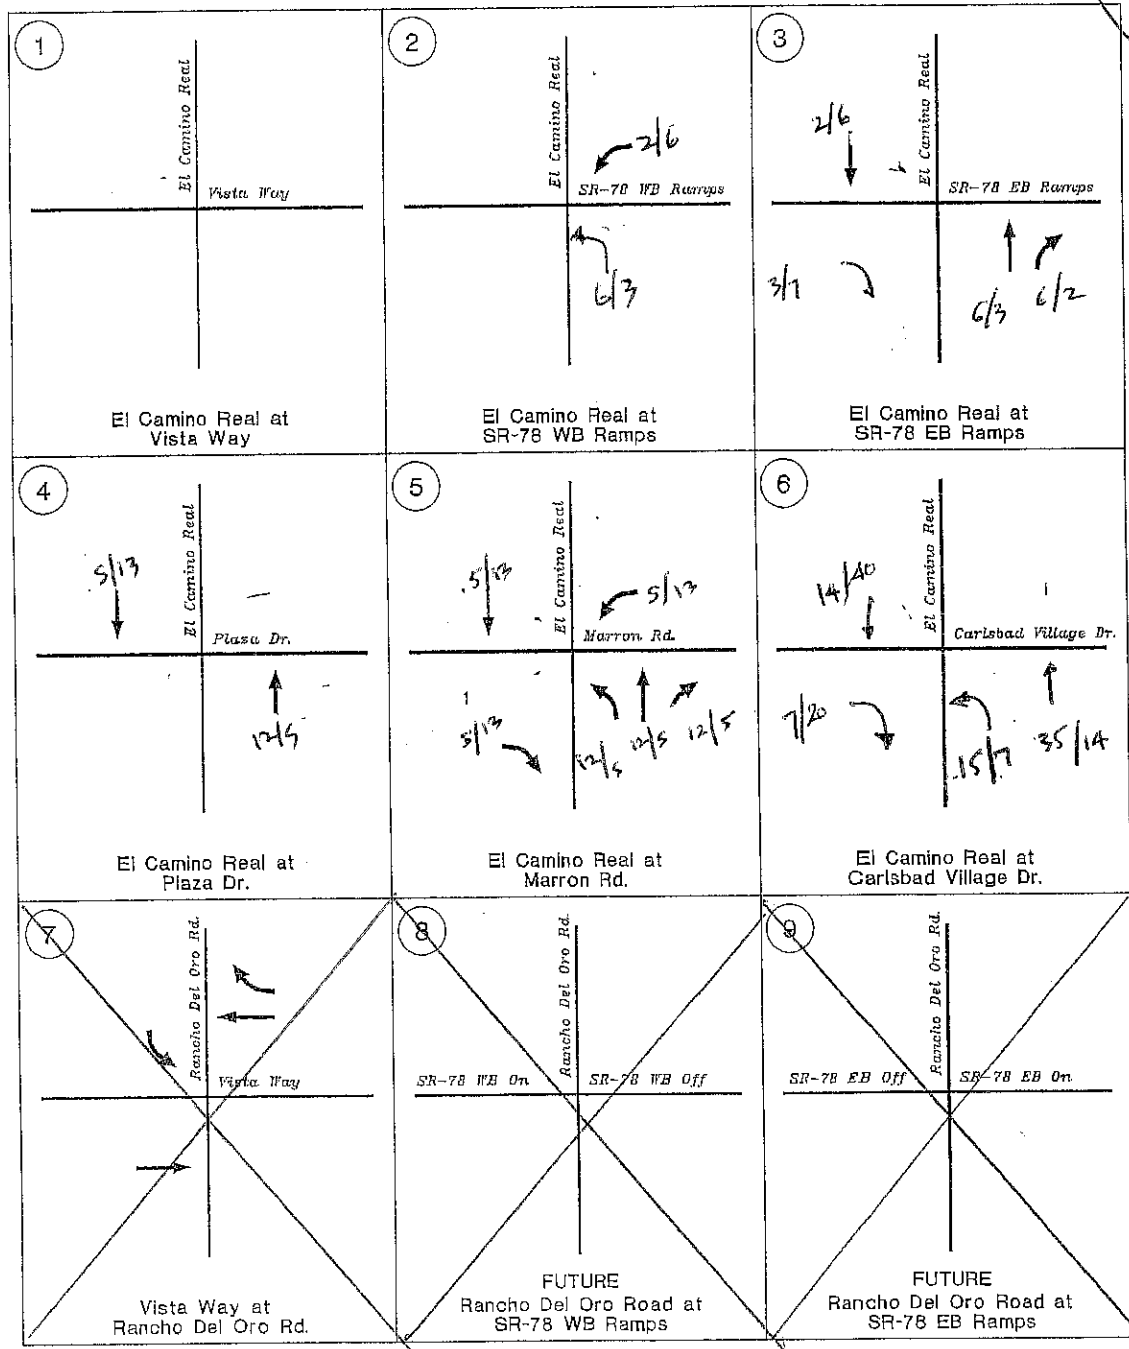 1
El Camino Real
Vista Way
El Camino Real at
Vista Way
2
El Camino Real
2/6
SR-78 WB Ramps
6/3
El Camino Real at
SR-78 WB Ramps
3
2/6
El Camino Real
SR-78 EB Ramps
3/7
6/3
6/2
El Camino Real at
SR-78 EB Ramps
4
5/13
El Camino Real
Plaza Dr.
12/5
El Camino Real at
Plaza Dr.
5
5/13
El Camino Real
5/13
Marron Rd.
5/13
12/5
12/5
12/5
El Camino Real at
Marron Rd.
6
14/40
El Camino Real
Carlsbad Village Dr.
7/20
15/7
35/14
El Camino Real at
Carlsbad Village Dr.
7
Rancho Del Oro Rd.
Vista Way
Vista Way at
Rancho Del Oro Rd.
8
Rancho Del Oro Rd.
SR-78 WB On
SR-78 WB Off
FUTURE
Rancho Del Oro Road at
SR-78 WB Ramps
9
Rancho Del Oro Rd.
SR-78 EB Off
SR-78 EB On
FUTURE
Rancho Del Oro Road at
SR-78 EB Ramps